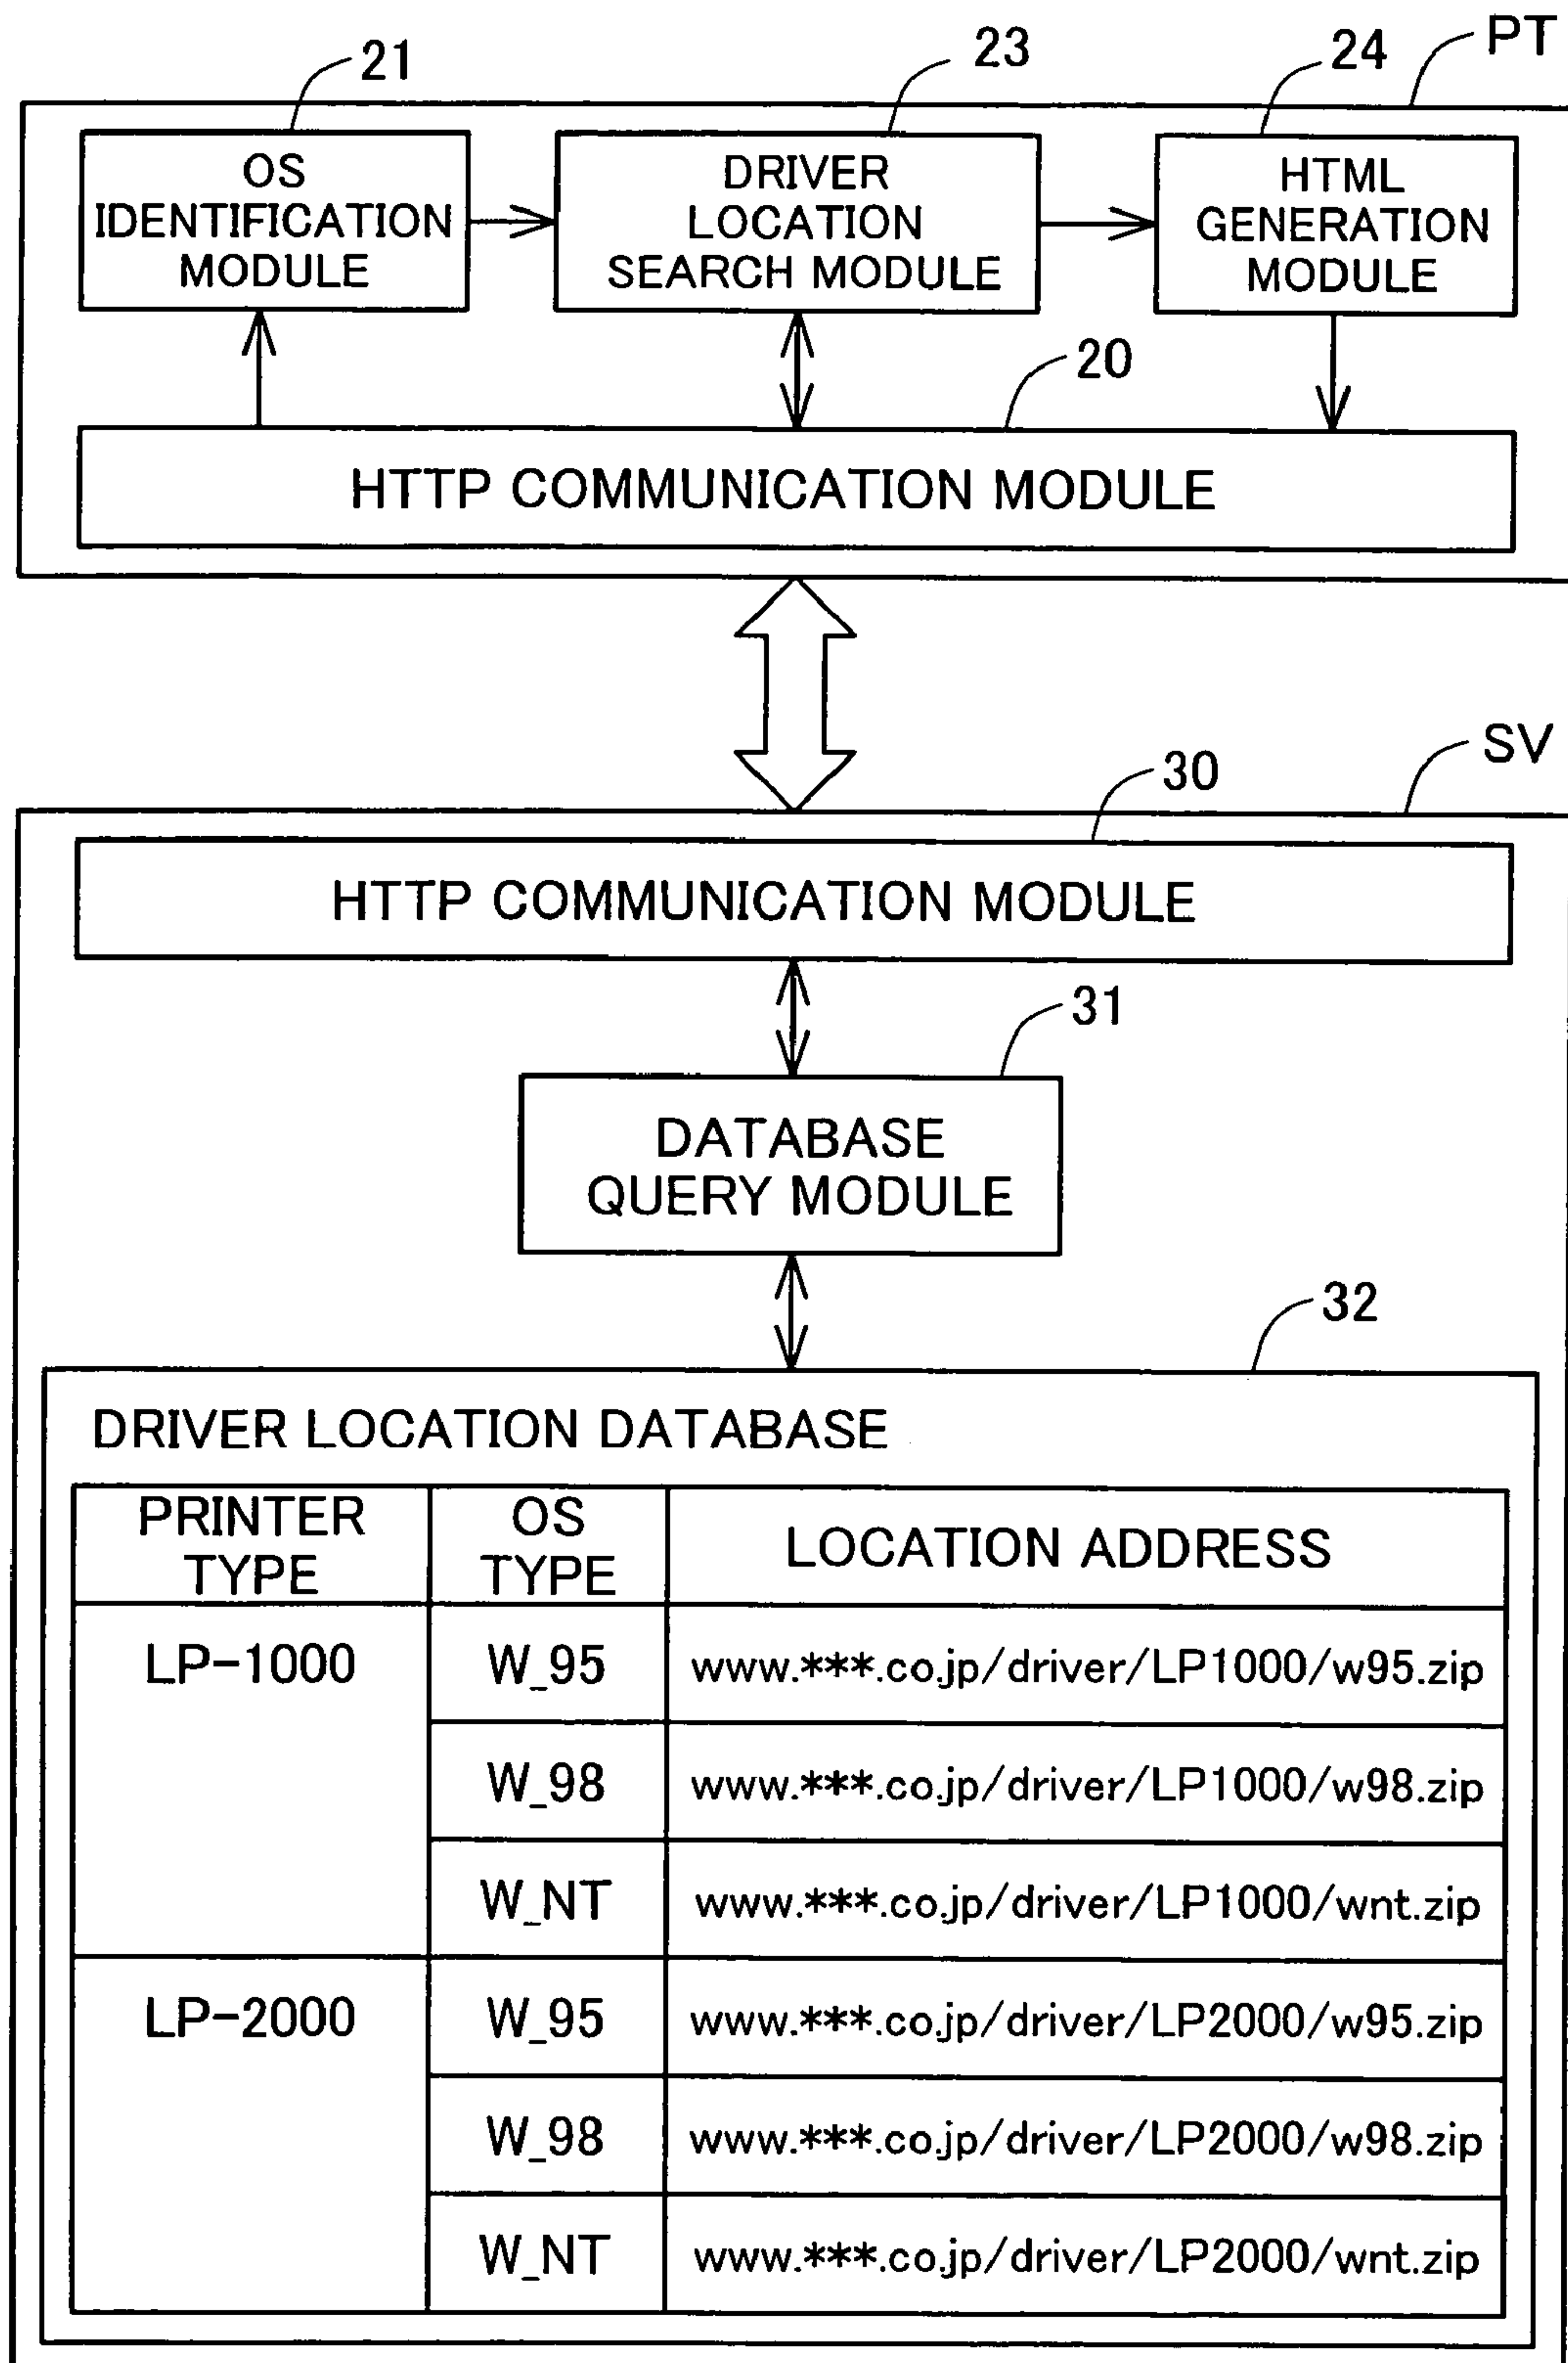 PT
21
23
24
OS
IDENTIFICATION
MODULE
DRIVER
LOCATION
SEARCH MODULE
HTML
GENERATION
MODULE
20
HTTP COMMUNICATION MODULE
SV
30
HTTP COMMUNICATION MODULE
31
DATABASE
QUERY MODULE
32
DRIVER LOCATION DATABASE
PRINTER
TYPE
OS
TYPE
LOCATION ADDRESS
LP-1000
W_95
www.***.co.jp/driver/LP1000/w95.zip
W_98
www.***.co.jp/driver/LP1000/w98.zip
W_NT
www.***.co.jp/driver/LP1000/wnt.zip
LP-2000
W_95
www.***.co.jp/driver/LP2000/w95.zip
W_98
www.***.co.jp/driver/LP2000/w98.zip
W_NT
www.***.co.jp/driver/LP2000/wnt.zip